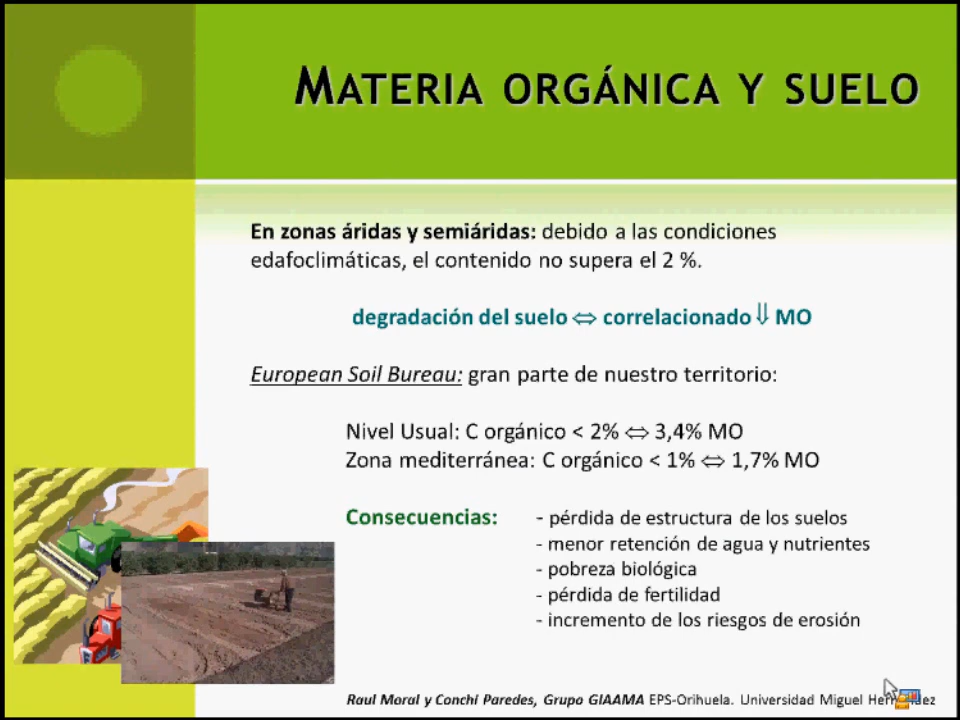 MATERIA ORGÁNICA Y SUELO
En zonas áridas y semiáridas: debido a las condiciones
edafoclimáticas, el contenido no supera el 2 %.
degradación del suelo ⇔ correlacionado ⇓ MO
European Soil Bureau: gran parte de nuestro territorio:
Nivel Usual: C orgánico < 2% ⇔ 3,4% MO
Zona mediterránea: C orgánico < 1% ⇔ 1,7% MO
Consecuencias: - pérdida de estructura de los suelos
- menor retención de agua y nutrientes
- pobreza biológica
- pérdida de fertilidad
- incremento de los riesgos de erosión
Raul Moral y Conchi Paredes, Grupo GIAAMA EPS-Orihuela. Universidad Miguel